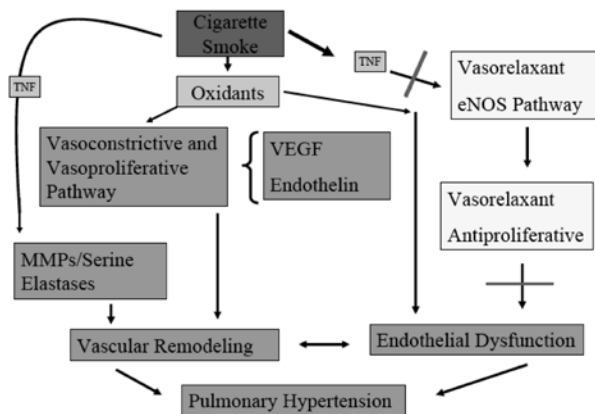 Cigarette
Smoke
TNF
TNF
Oxidants
Vasorelaxant
eNOS Pathway
Vasoconstrictive and
Vasoproliferative
Pathway
VEGF
Endothelin
Vasorelaxant
Antiproliferative
MMPs/Serine
Elastases
Vascular Remodeling
Endothelial Dysfunction
Pulmonary Hypertension